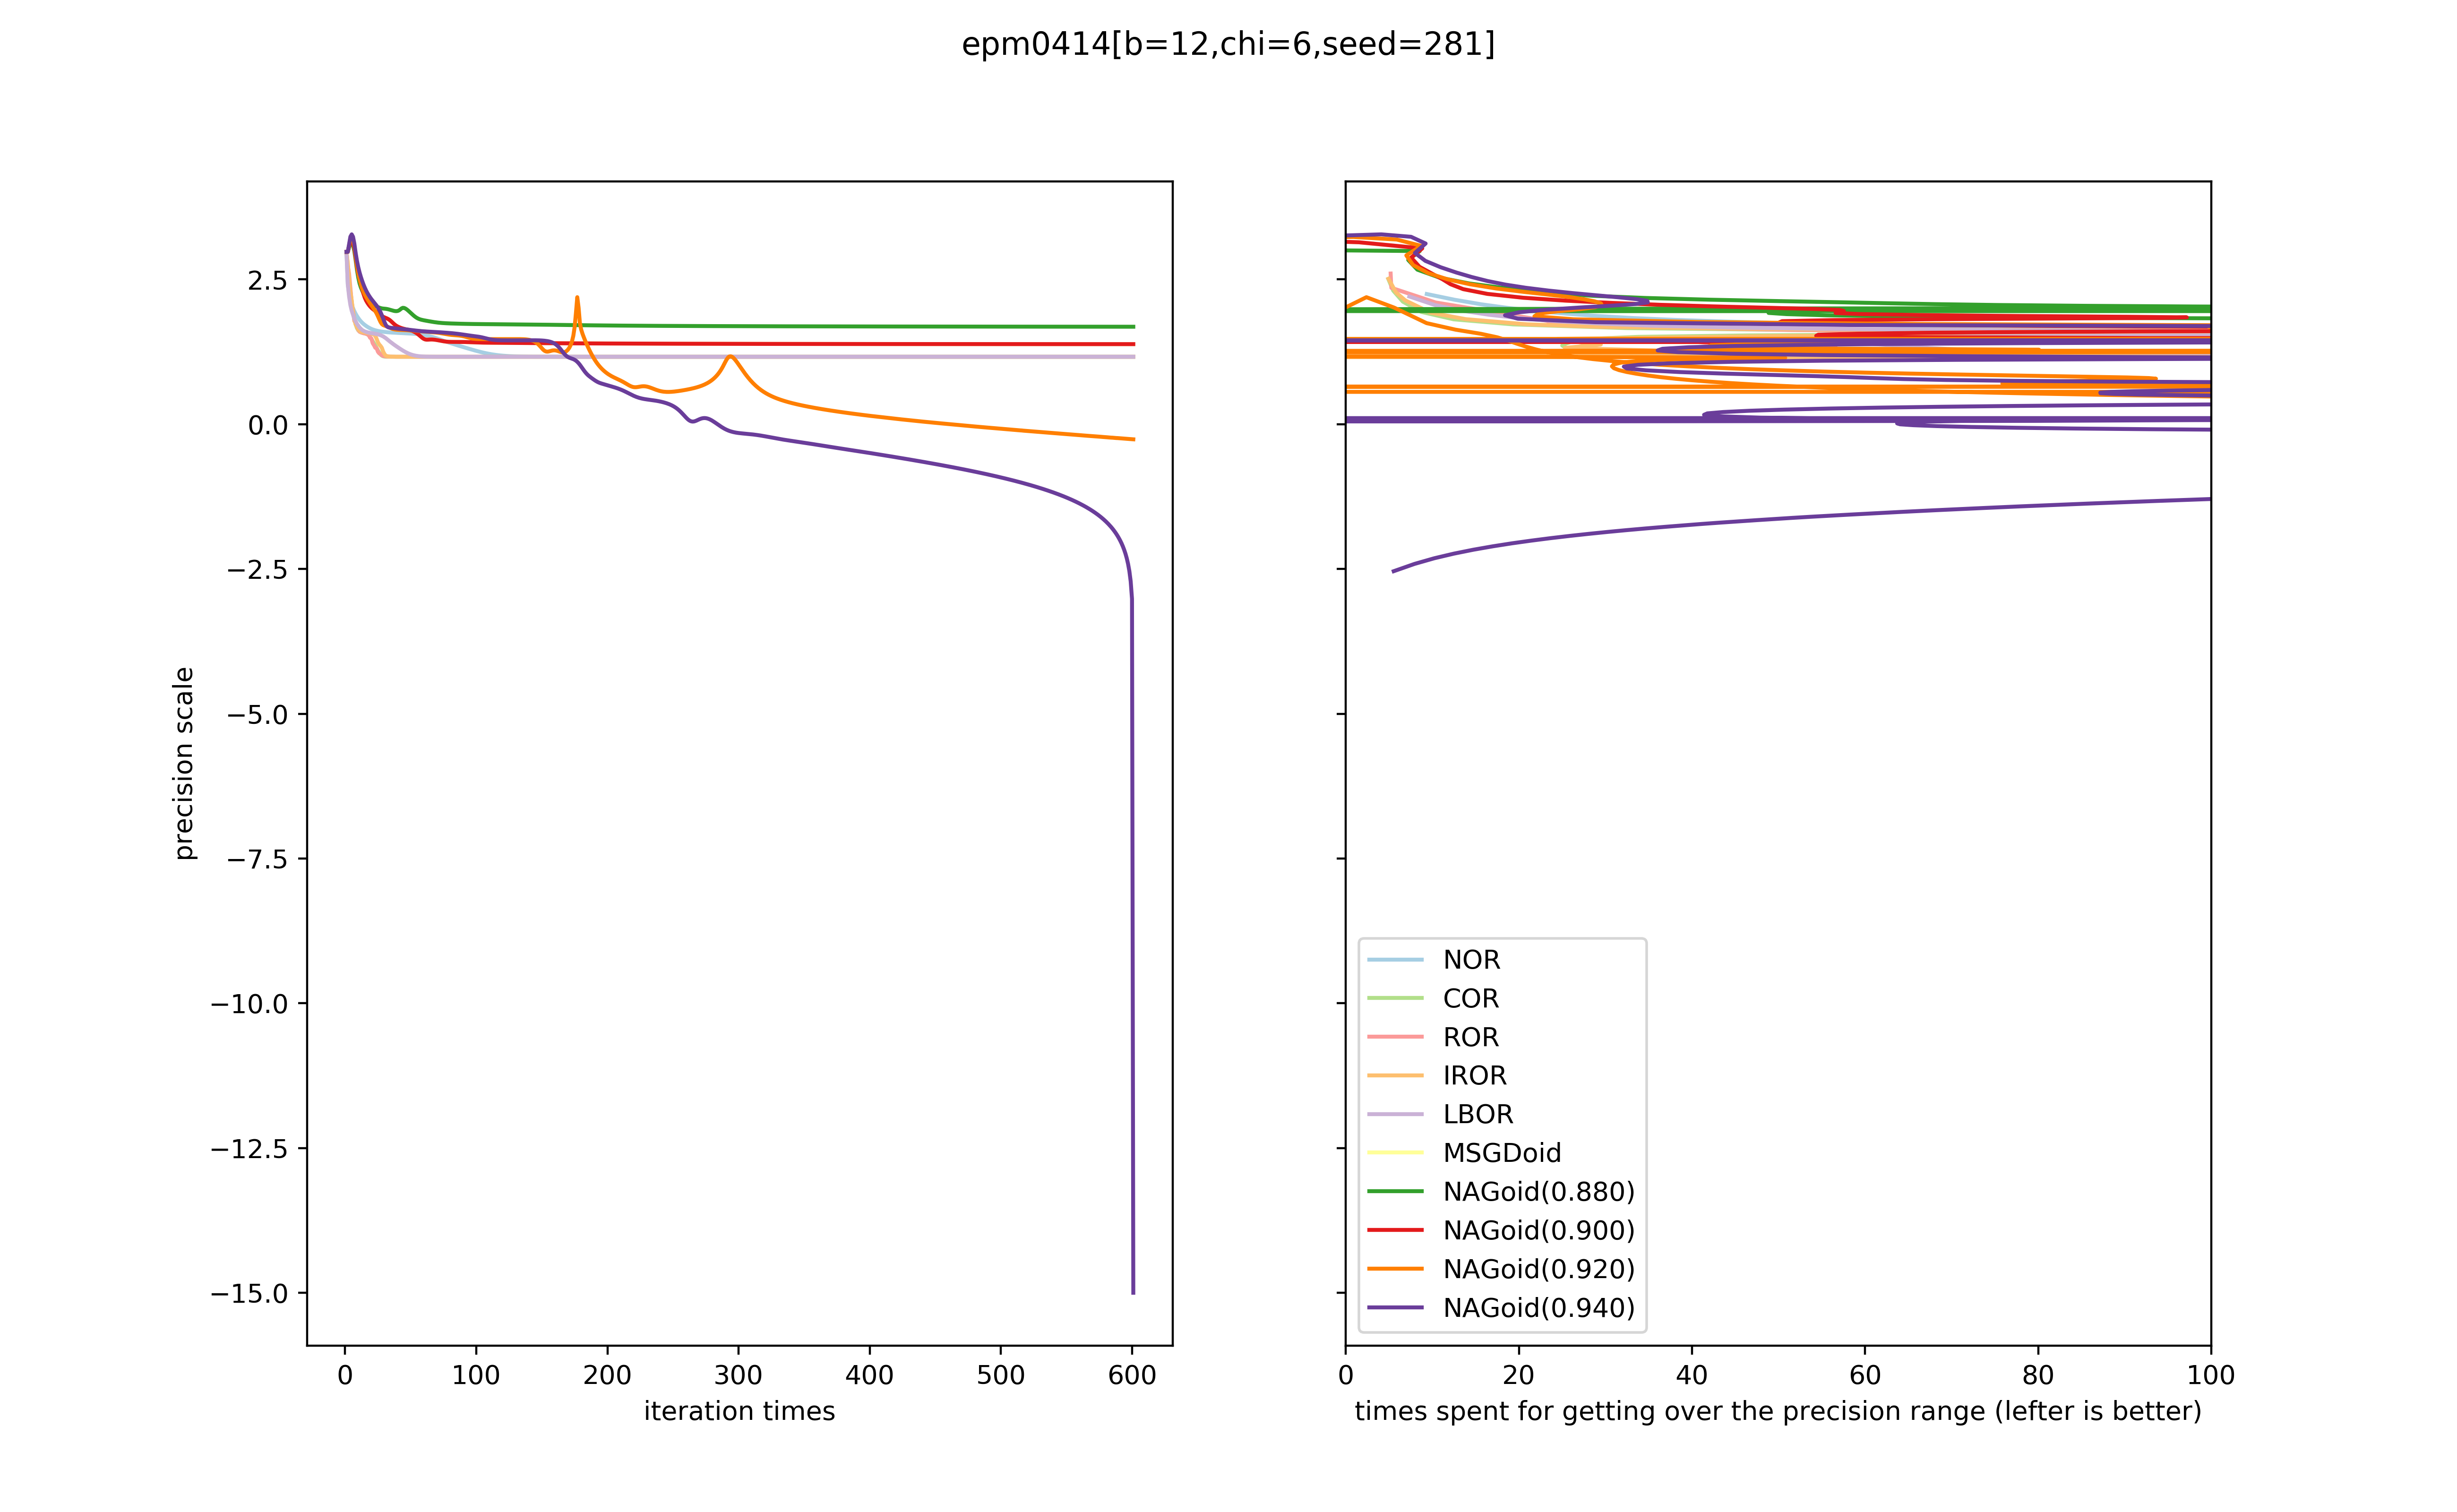 epm0414[b=12,chi=6,seed=281]
precision scale
2.5
0.0
−2.5
−5.0
−7.5
−10.0
−12.5
−15.0
0 100 200 300 400 500 600
iteration times
NOR
COR
ROR
IROR
LBOR
MSGDoid
NAGoid(0.880)
NAGoid(0.900)
NAGoid(0.920)
NAGoid(0.940)
0 20 40 60 80 100
times spent for getting over the precision range (lefter is better)